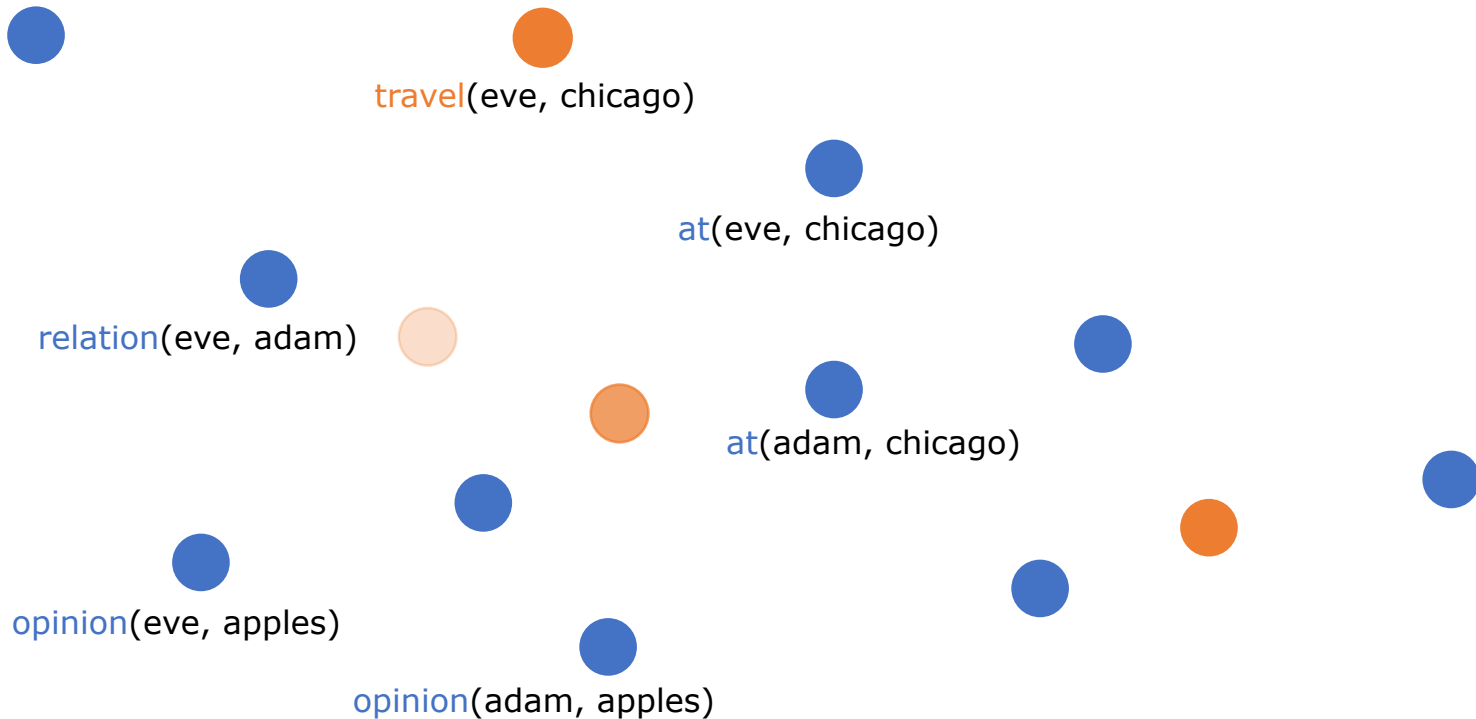 travel(eve, chicago)
at(eve, chicago)
relation(eve, adam)
at(adam, chicago)
opinion(eve, apples)
opinion(adam, apples)